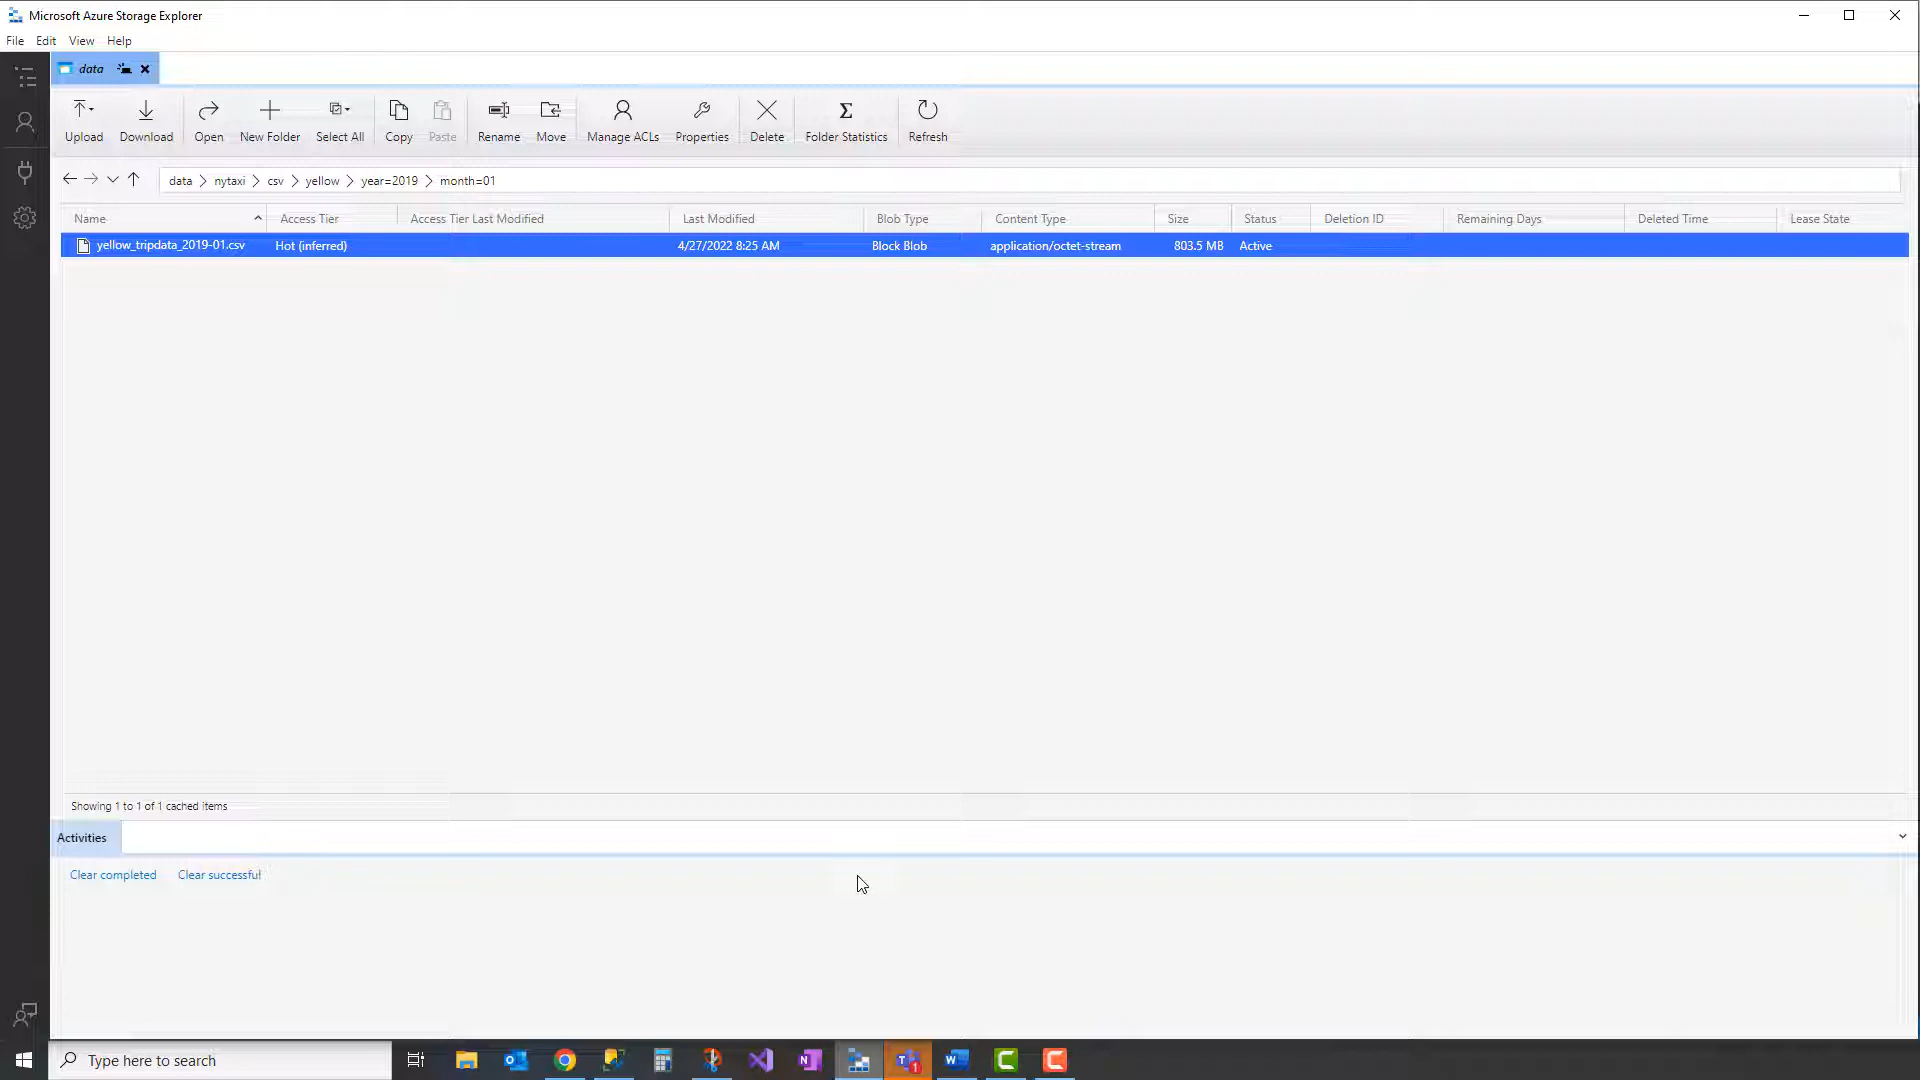 Microsoft Azure Storage Explorer
File Edit View Help
data
Upload Download Open New Folder Select All Copy Paste Rename Move Manage ACLs Properties Delete Folder Statistics Refresh
data nytaxi csv yellow year=2019 month=01
Name Access Tier Access Tier Last Modified Last Modified Blob Type Content Type Size Status Deletion ID Remaining Days Deleted Time Lease State
yellow_tripdata_2019-01.csv Hot (inferred) 4/27/2022 8:25 AM Block Blob application/octet-stream 803.5 MB Active
Showing 1 to 1 of 1 cached items
Activities
Clear completed Clear successful
Type here to search